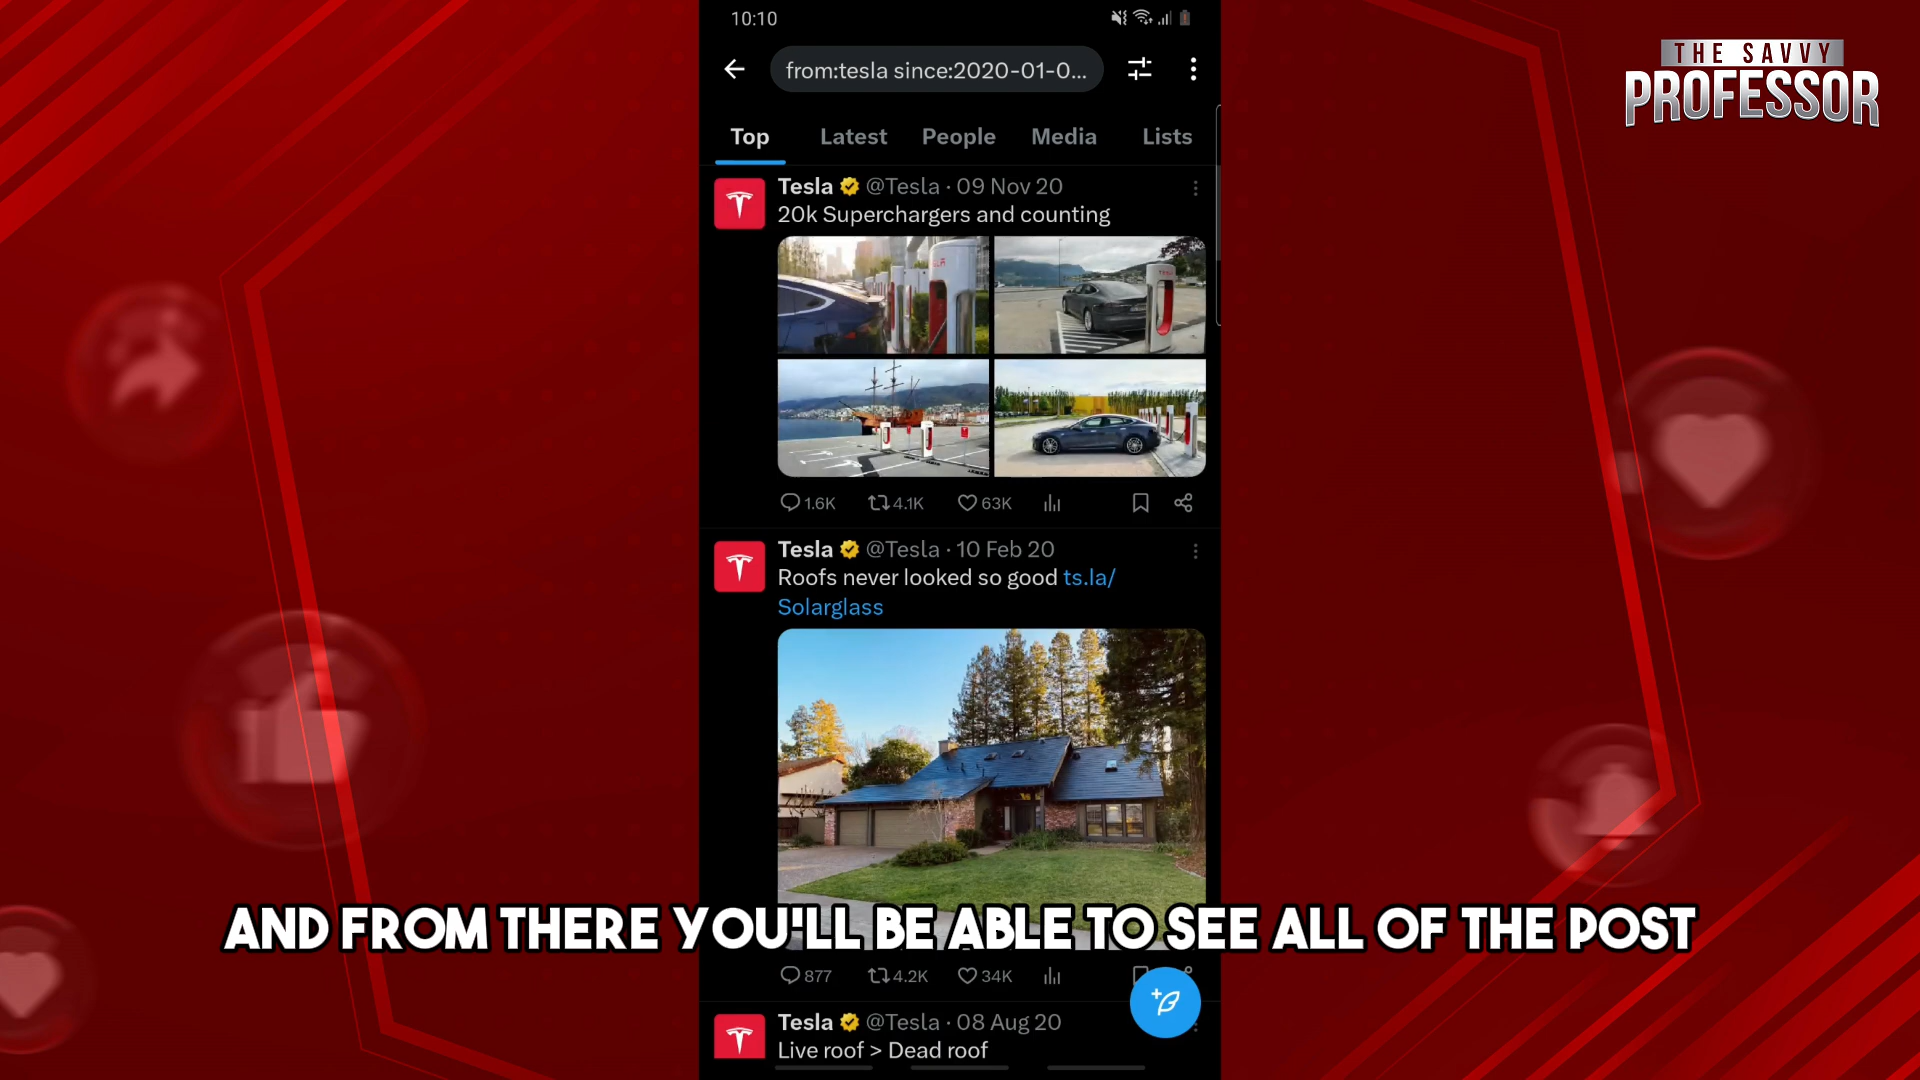 10:10
THE SAVVY
PROFESSOR
from:tesla since:2020-01-0...
Top Latest People Media Lists
Tesla @Tesla · 09 Nov 20
20k Superchargers and counting
1.6K 4.1K 63K
Tesla @Tesla · 10 Feb 20
Roofs never looked so good ts.la/
Solarglass
AND FROM THERE YOU'LL BE ABLE TO SEE ALL OF THE POST
877 4.2K 34K
Tesla @Tesla · 08 Aug 20
Live roof > Dead roof